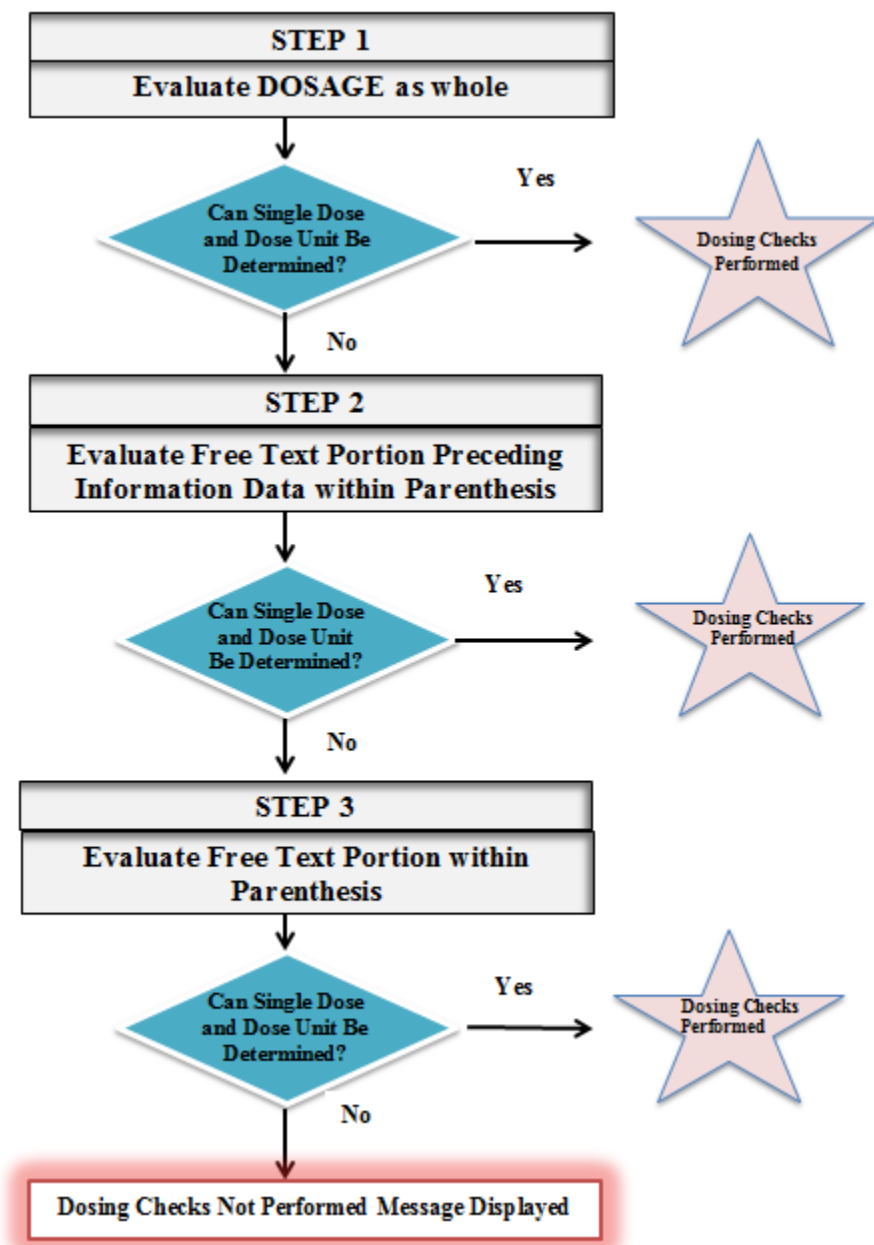 STEP 1
Evaluate DOSAGE as whole
Can Single Dose
and Dose Unit Be
Determined?
Yes
Dosing Checks
Performed
No
STEP 2
Evaluate Free Text Portion Preceding
Information Data within Parenthesis
Can Single Dose
and Dose Unit
Be Determined?
Yes
Dosing Checks
Performed
No
STEP 3
Evaluate Free Text Portion within
Parenthesis
Can Single Dose
and Dose Unit Be
Determined?
Yes
Dosing Checks
Performed
No
Dosing Checks Not Performed Message Displayed